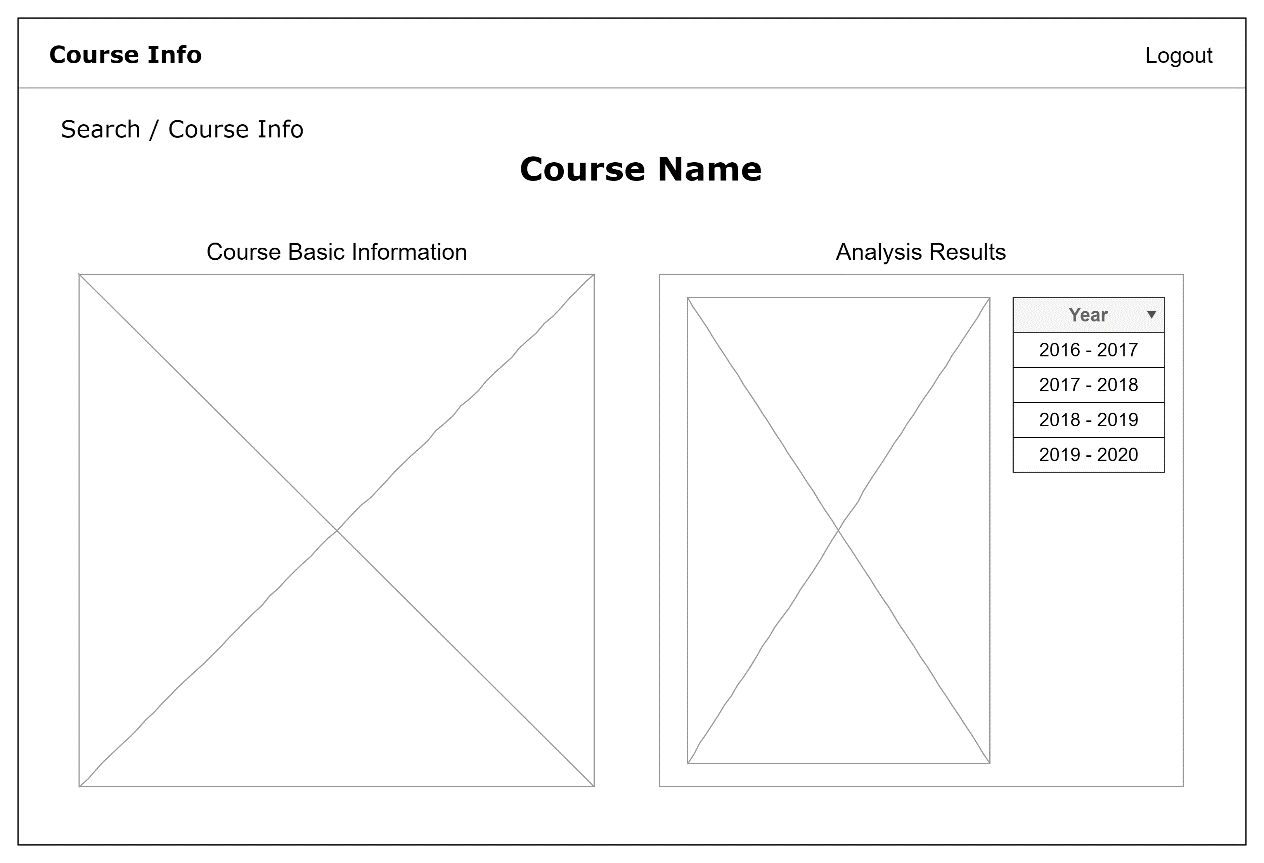 Course Info
Logout
Search / Course Info
Course Name
Course Basic Information
Analysis Results
Year
2016 - 2017
2017 - 2018
2018 - 2019
2019 - 2020